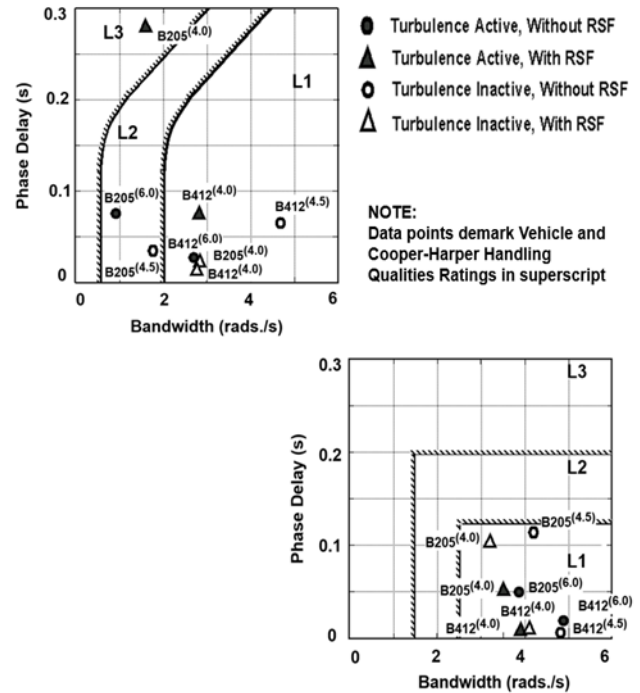 0.3
L3
B205(4.0)
L1
0.2
L2
Phase Delay (s)
0.1
B205(6.0)
B412(4.0)
B412(4.5)
B412(6.0)
B205(4.0)
B205(4.5)
B412(4.0)
0
0 2 4 6
Bandwidth (rads./s)
Turbulence Active, Without RSF
Turbulence Active, With RSF
Turbulence Inactive, Without RSF
Turbulence Inactive, With RSF
NOTE:
Data points demark Vehicle and
Cooper-Harper Handling
Qualities Ratings in superscript
0.3
L3
0.2
L2
Phase Delay (s)
B205(4.5)
B205(4.0)
0.1
L1
B205(4.0)
B205(6.0)
B412(4.0)
B412(6.0)
B412(4.0)
B412(4.5)
0
0 2 4 6
Bandwidth (rads./s)